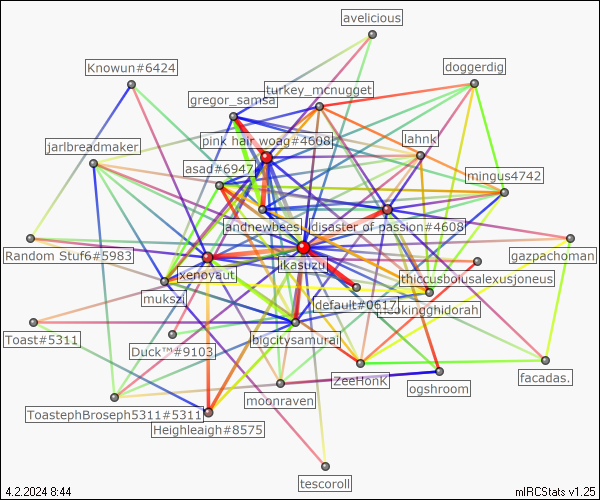 avelicious
Knowun#6424
doggerdig
turkey_mcnugget
gregor_samsa
pink hair woag#4608
lahnk
jarlbreadmaker
asad#6947
mingus4742
andnewbees
disaster of passion#4608
Random Stuf6#5983
gazpachoman
ikasuzu
xenoyaut
thiccusboiusalexusjoneus
mukszi
default#0617
bigcitysamurai
Toast#5311
Duck™#9103
ZeeHonk
facadas.
ogshroom
moonraven
ToastephBroseph5311#5311
Heighleaigh#8575
tescoroll
4.2.2024 8:44
mIRCStats v1.25